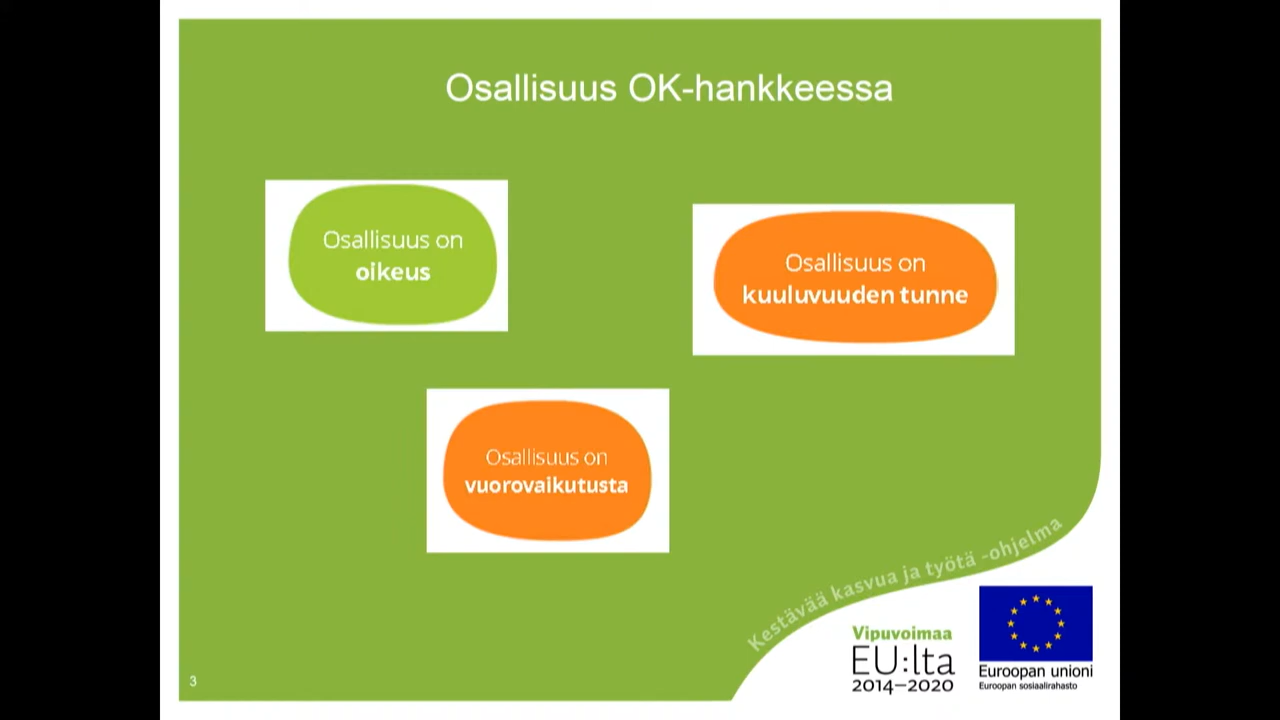 Osallisuus OK-hankkeessa
Osallisuus on
oikeus
Osallisuus on
kuuluvuuden tunne
Osallisuus on
vuorovaikutusta
Kestävää kasvua ja työtä -ohjelma
Vipuvoimaa
EU:lta
2014–2020
Euroopan unioni
Euroopan sosiaalirahasto
3